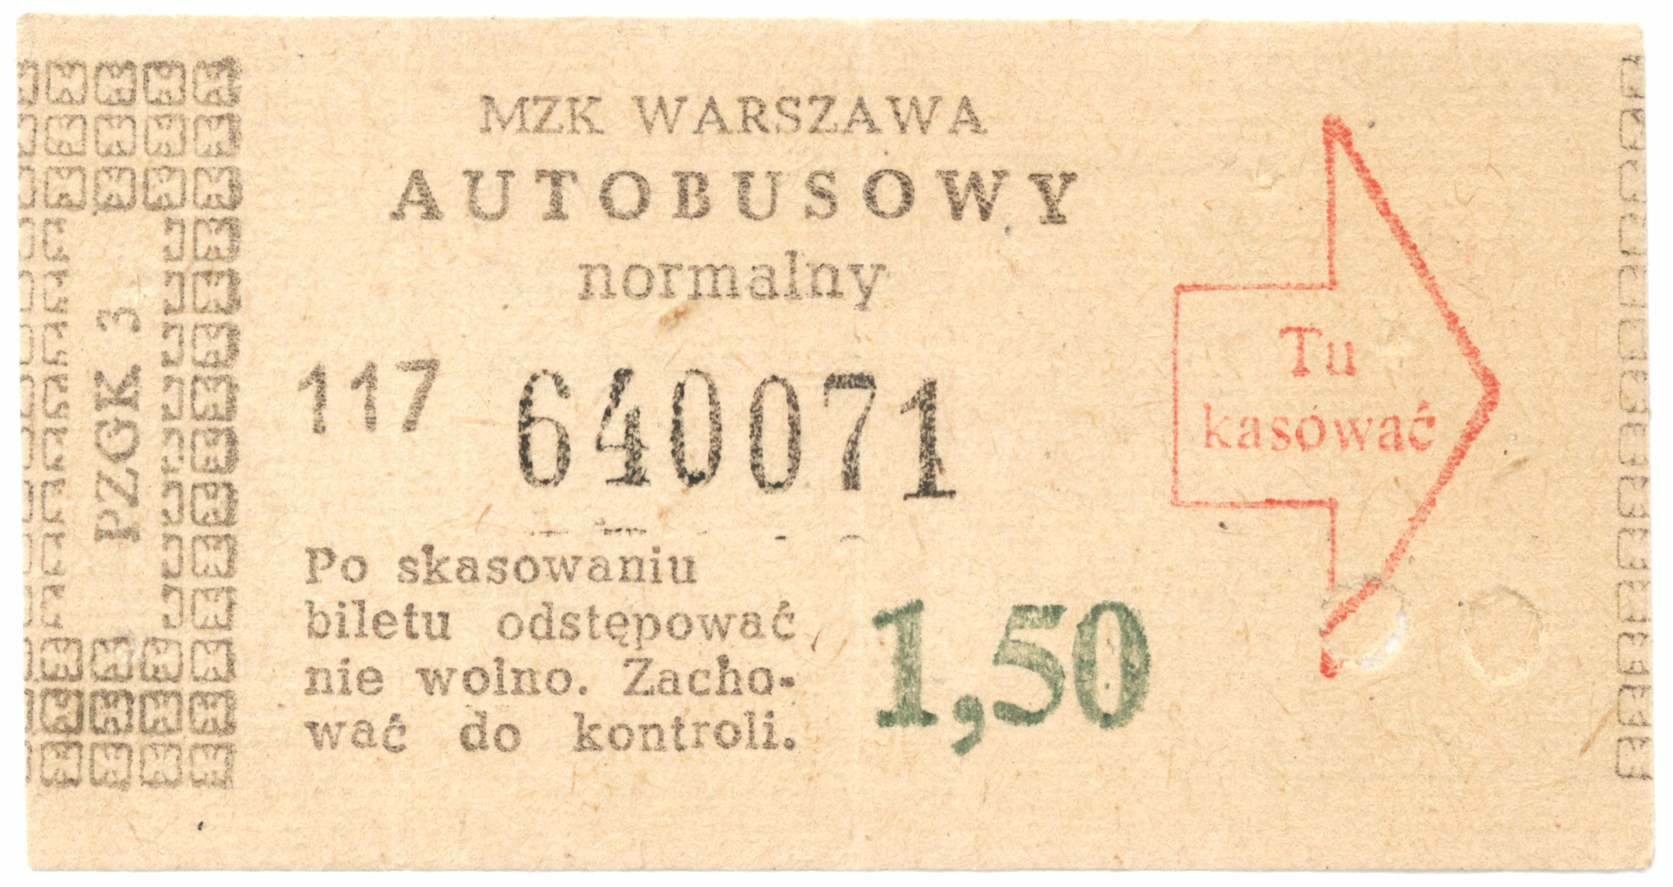 PZGK 3
MZK WARSZAWA
AUTOBUSOWY
normalny
117 640071
Po skasowaniu
biletu odstępować
nie wolno. Zacho-
wać do kontroli.
1,50
Tu
kasować